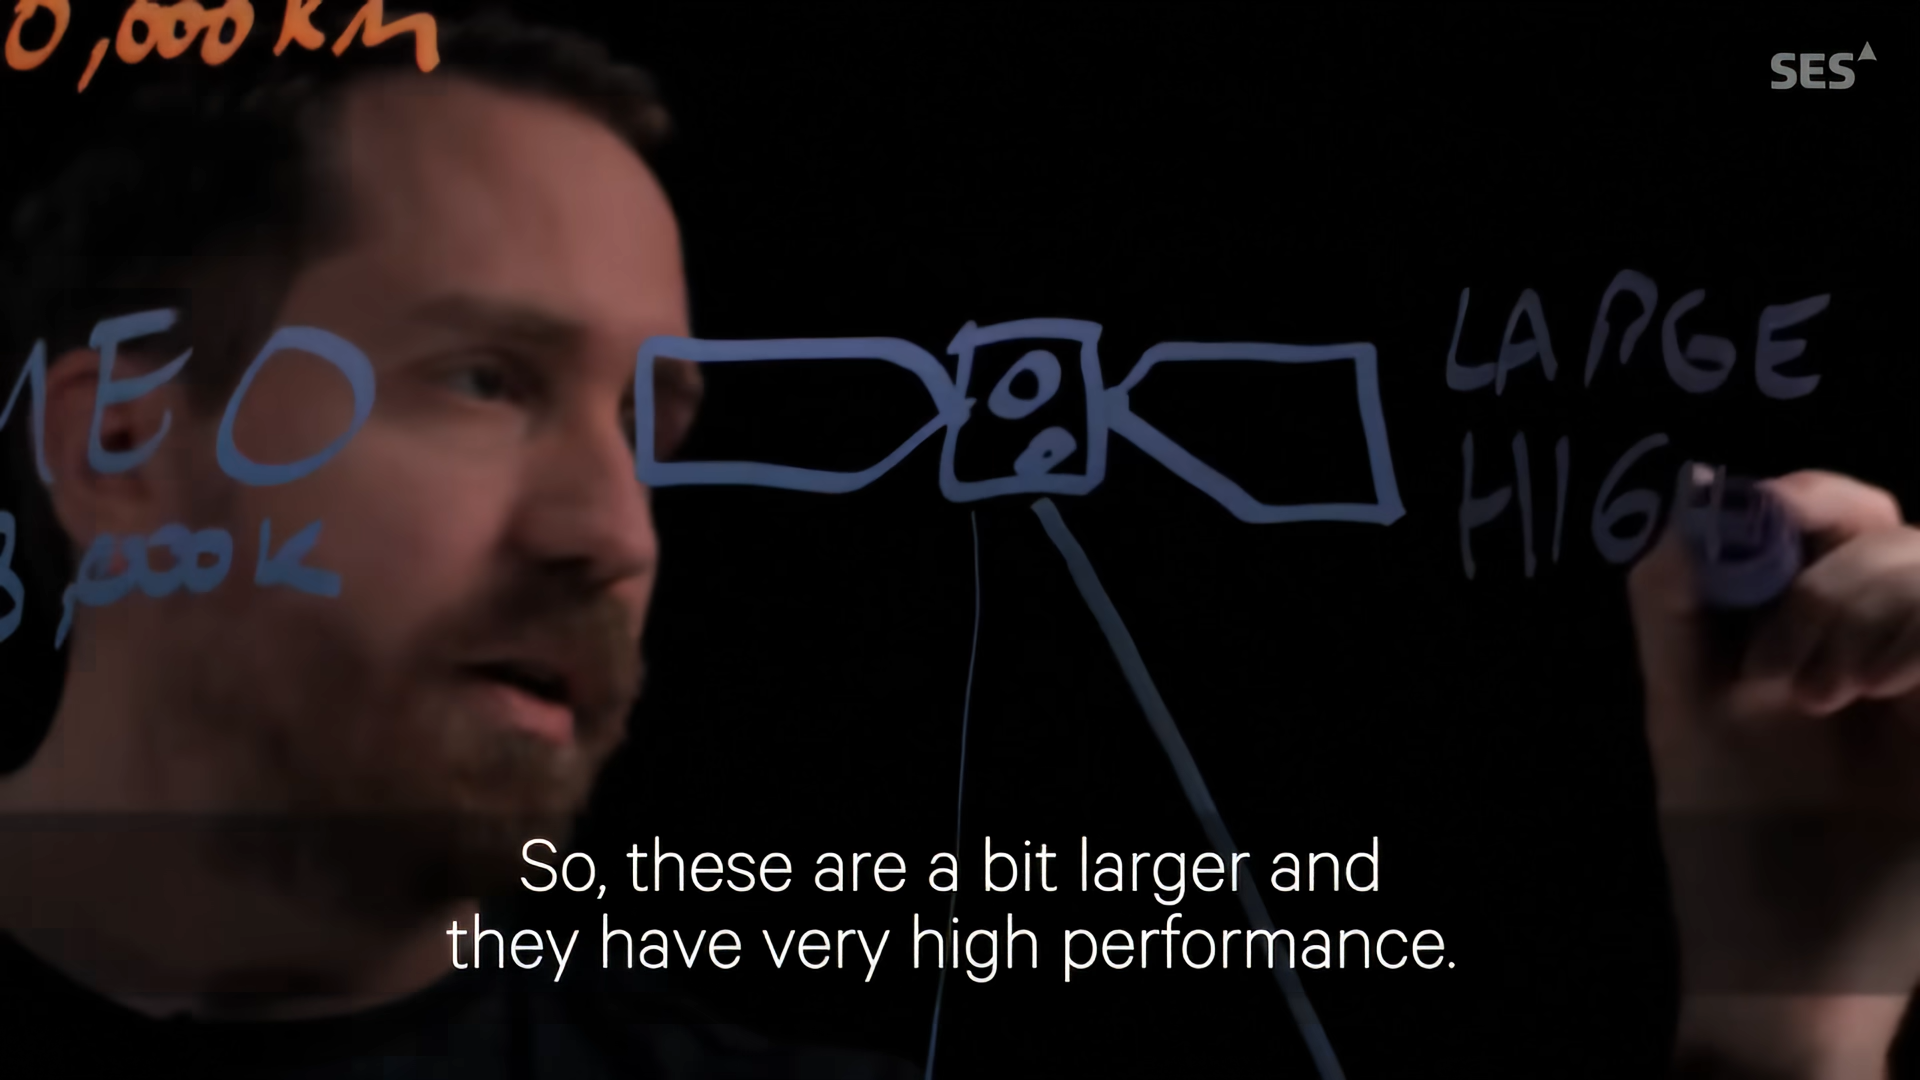 0,000 KM
SES
MEO
8,000 K
LARGE
HIGH
So, these are a bit larger and
they have very high performance.